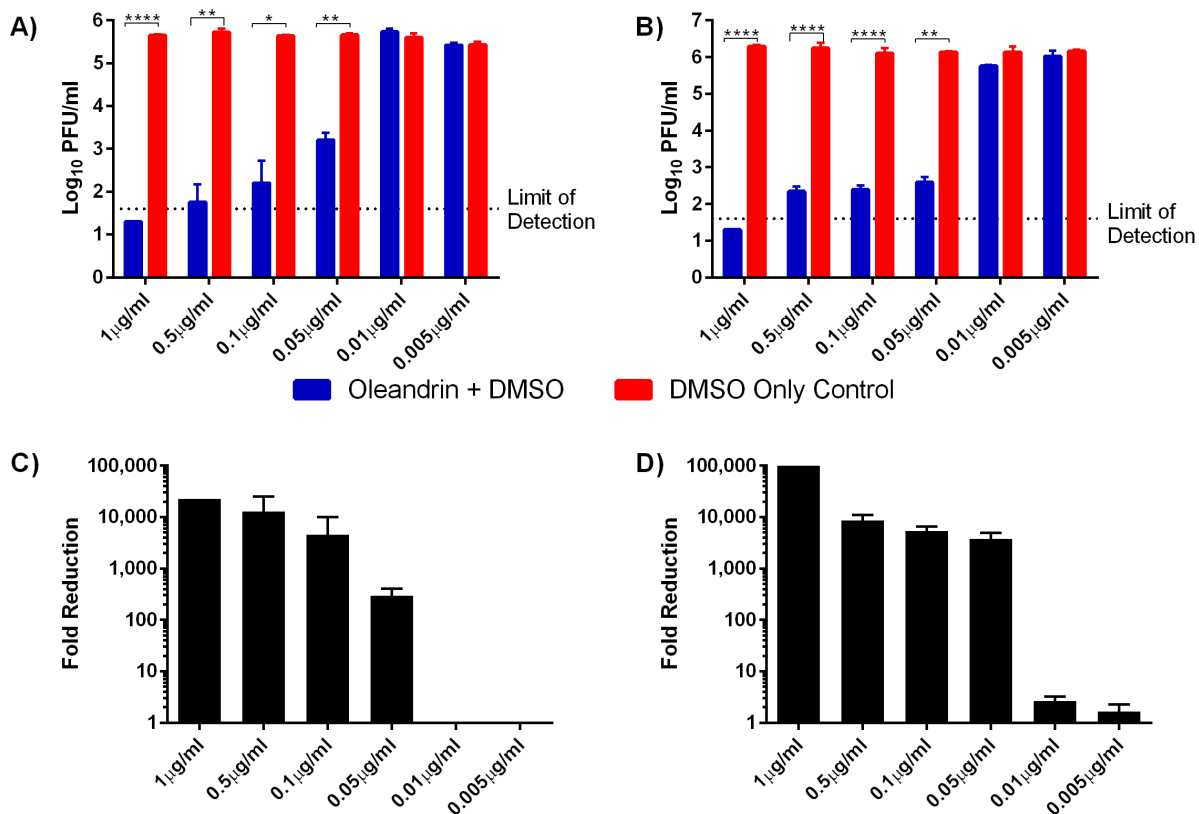 A)
**** ** * **
Log10 PFU/ml
6
5
4
3
2
1
0
Limit of
Detection
1μg/ml
0.5μg/ml
0.1μg/ml
0.05μg/ml
0.01μg/ml
0.005μg/ml
B)
**** **** **** **
Log10 PFU/ml
7
6
5
4
3
2
1
0
Limit of
Detection
1μg/ml
0.5μg/ml
0.1μg/ml
0.05μg/ml
0.01μg/ml
0.005μg/ml
Oleandrin + DMSO
DMSO Only Control
C)
Fold Reduction
100,000
10,000
1,000
100
10
1
1μg/ml
0.5μg/ml
0.1μg/ml
0.05μg/ml
0.01μg/ml
0.005μg/ml
D)
Fold Reduction
100,000
10,000
1,000
100
10
1
1μg/ml
0.5μg/ml
0.1μg/ml
0.05μg/ml
0.01μg/ml
0.005μg/ml